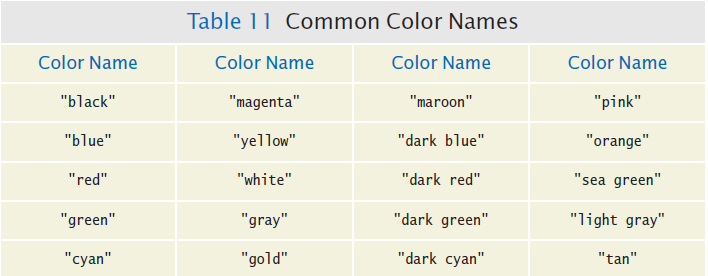 Table 11 Common Color Names
Color Name Color Name Color Name Color Name
"black" "magenta" "maroon" "pink"
"blue" "yellow" "dark blue" "orange"
"red" "white" "dark red" "sea green"
"green" "gray" "dark green" "light gray"
"cyan" "gold" "dark cyan" "tan"